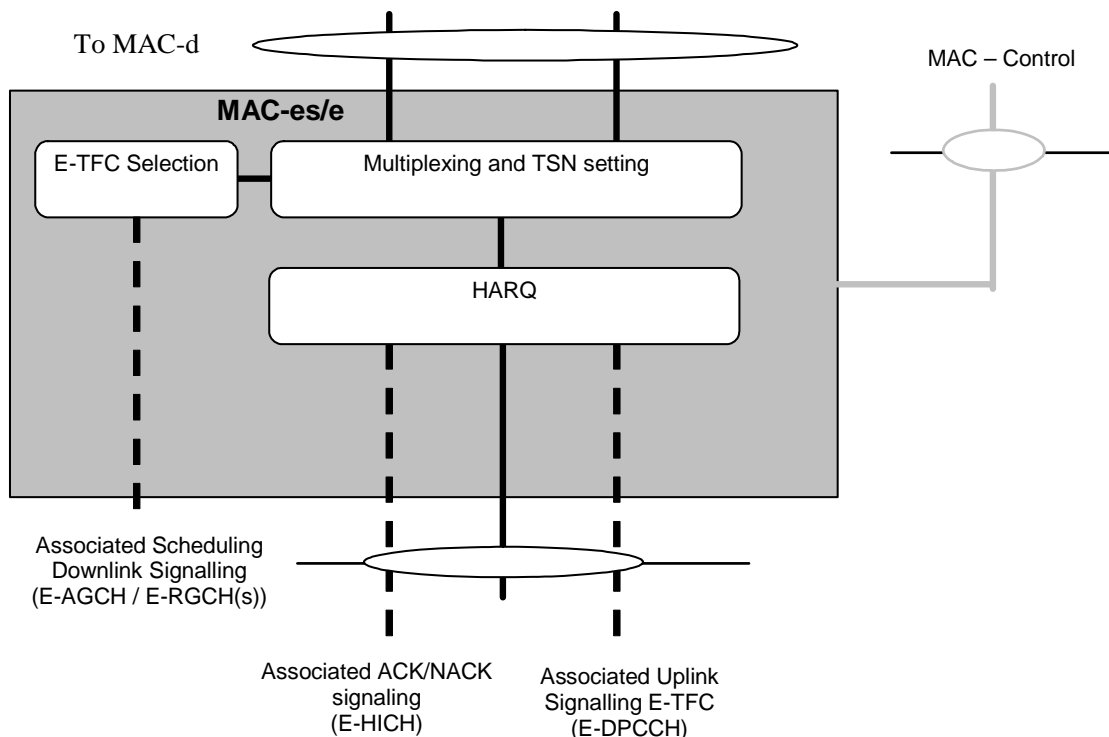 To MAC-d
MAC – Control
MAC-es/e
E-TFC Selection
Multiplexing and TSN setting
HARQ
Associated Scheduling
Downlink Signalling
(E-AGCH / E-RGCH(s))
Associated ACK/NACK
signaling
(E-HICH)
Associated Uplink
Signalling E-TFC
(E-DPCCH)